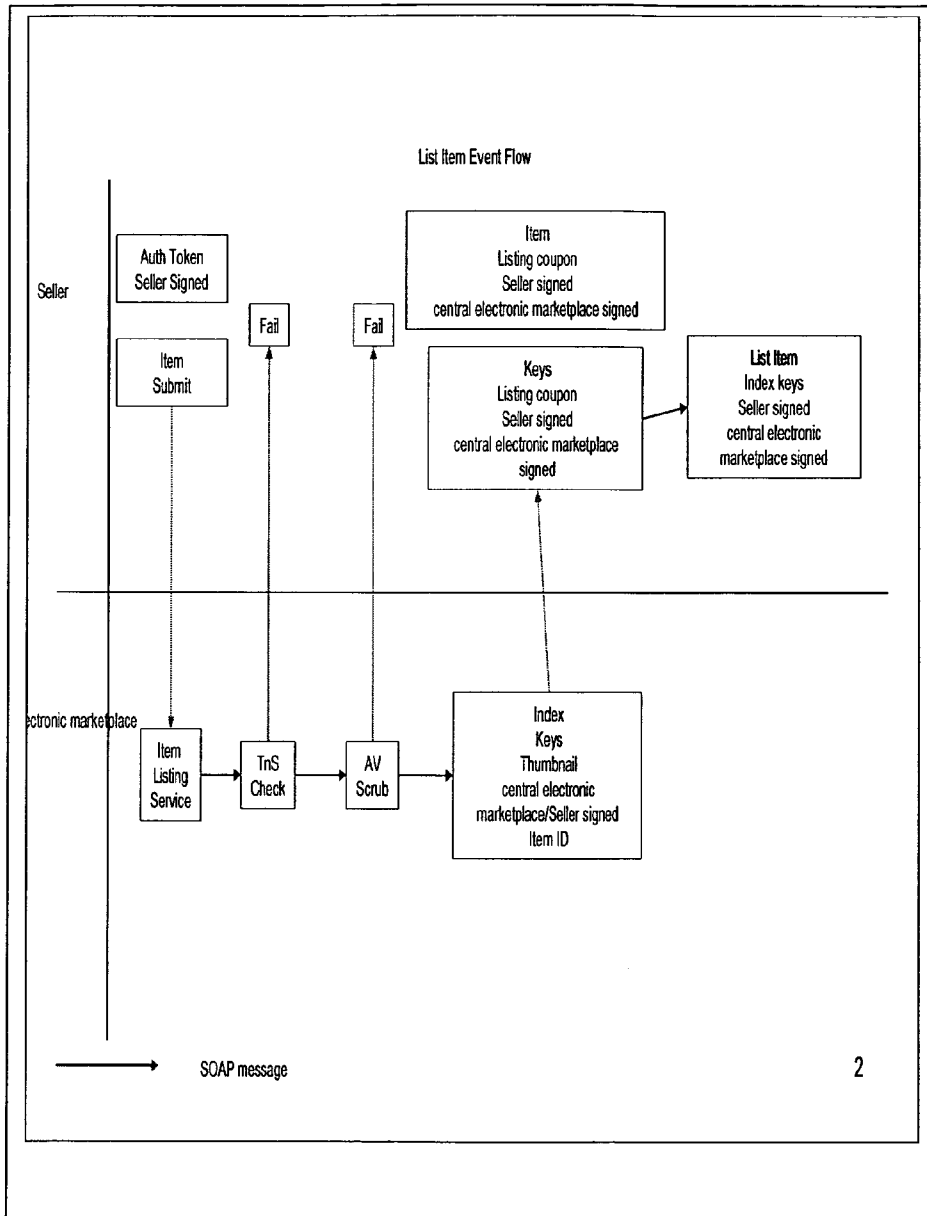 List Item Event Flow
Seller
Auth Token
Seller Signed
Item
Submit
Fail
Fail
Item
Listing coupon
Seller signed
central electronic marketplace signed
Keys
Listing coupon
Seller signed
central electronic marketplace
signed
List Item
Index keys
Seller signed
central electronic
marketplace signed
ectronic marketplace
Item
Listing
Service
TnS
Check
AV
Scrub
Index
Keys
Thumbnail
central electronic
marketplace/Seller signed
Item ID
SOAP message
2